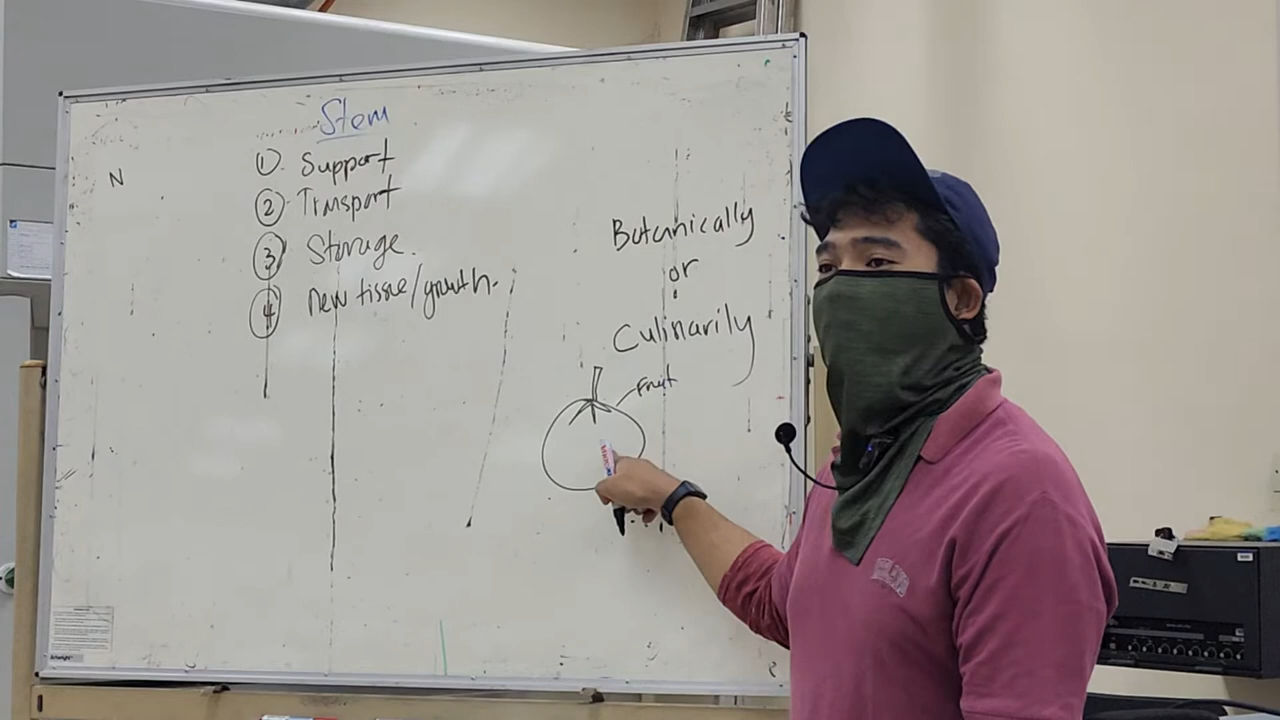 Stem
N
① Support
② Transport
③ Storage.
④ new tissue/growth.
Botanically
or
Culinarily
Fruit